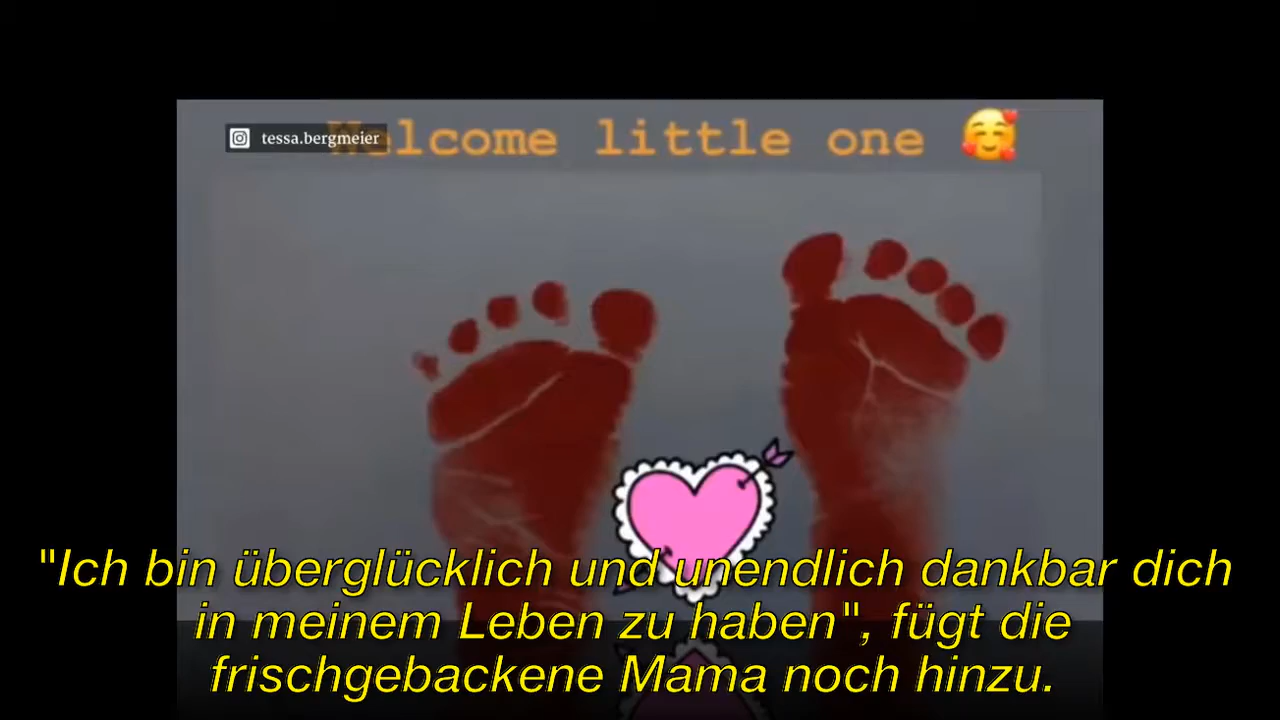 tessa.bergmeier
Welcome little one
"Ich bin überglücklich und unendlich dankbar dich
in meinem Leben zu haben", fügt die
frischgebackene Mama noch hinzu.